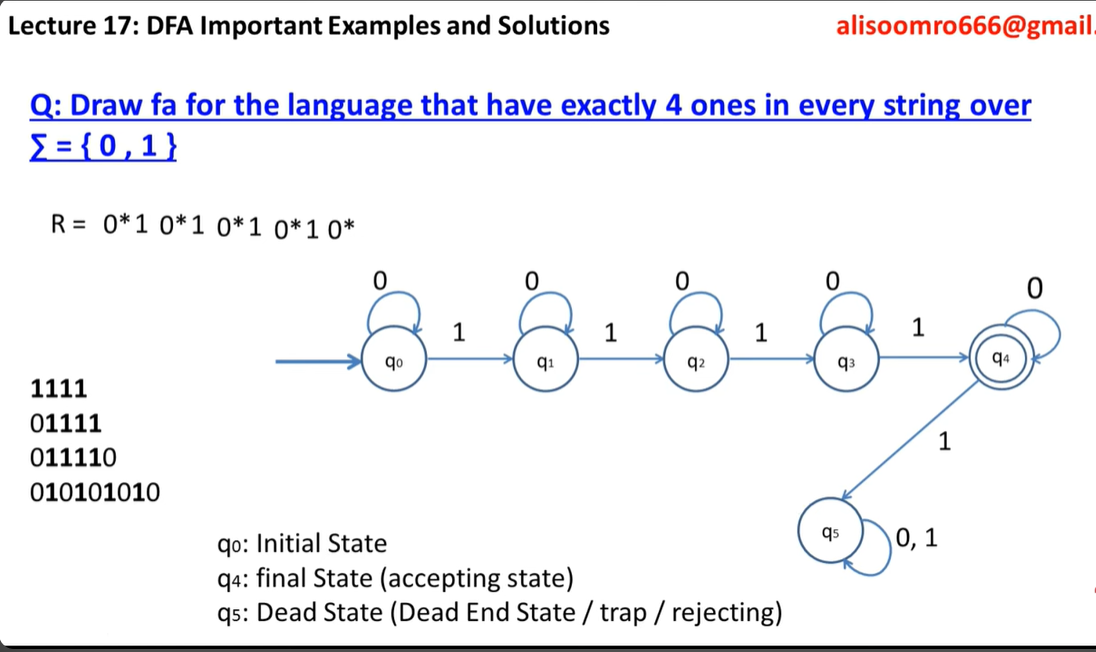 Lecture 17: DFA Important Examples and Solutions
alisoomro666@gmail.
Q: Draw fa for the language that have exactly 4 ones in every string over
∑ = { 0 , 1 }
R = 0* 1 0* 1 0* 1 0* 1 0*
0 0 0 0 0
1 1 1 1
q0 q1 q2 q3 q4
1111
01111
011110
010101010
1
q5
0, 1
q0: Initial State
q4: final State (accepting state)
q5: Dead State (Dead End State / trap / rejecting)